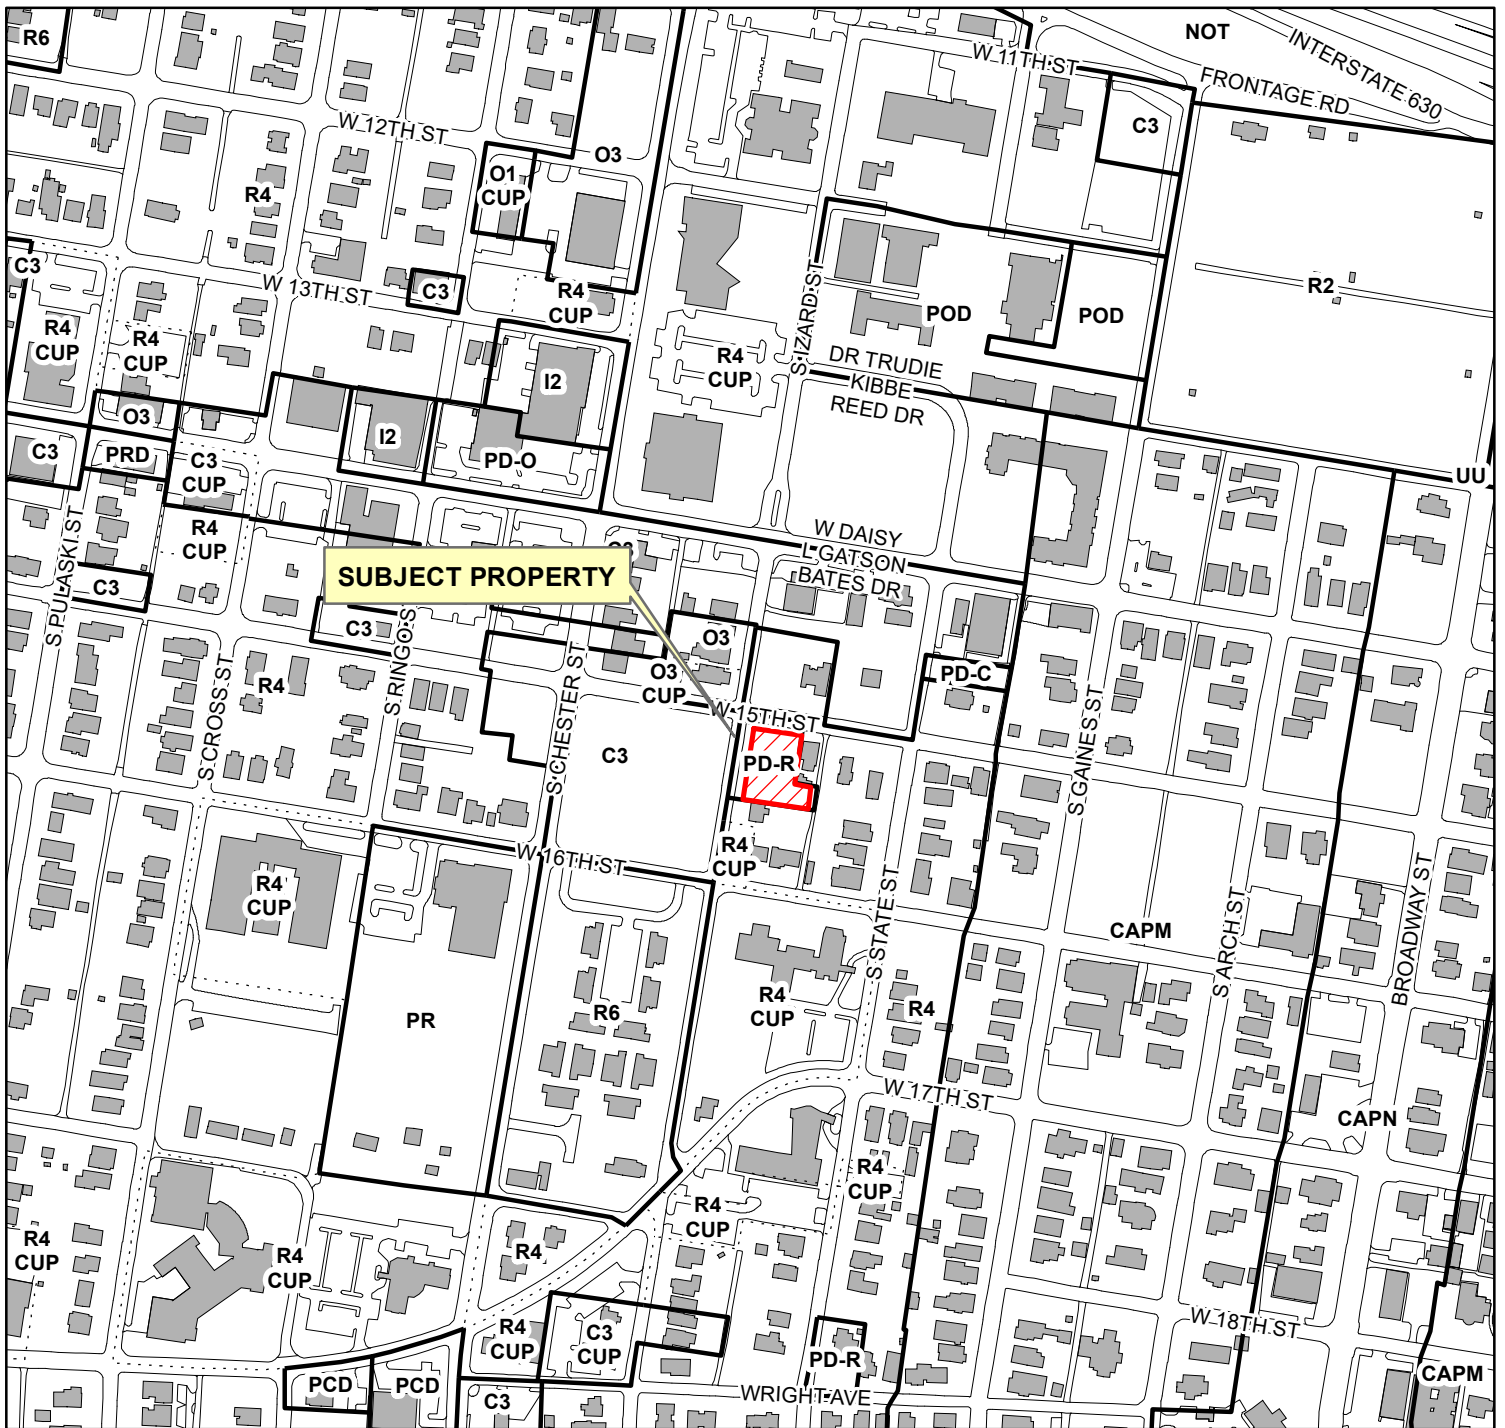 R6
NOT
INTERSTATE 630
W 11TH ST
FRONTAGE RD
C3
W 12TH ST
O3
O1
CUP
R4
C3
W 13TH ST
C3
R4
CUP
R2
S IZARD ST
POD
POD
R4
CUP
R4
CUP
R4
CUP
DR TRUDIE
KIBBE
REED DR
I2
O3
I2
C3
PRD
C3
CUP
PD-O
UU
R4
CUP
W DAISY
L GATSON
BATES DR
SUBJECT PROPERTY
S PULASKI ST
C3
C3
S RINGO S
O3
O3
CUP
PD-C
S CROSS ST
R4
S CHESTER ST
W 15TH ST
S GAINES ST
C3
PD-R
W 16TH ST
R4
CUP
R4
CUP
S STATE ST
CAPM
S ARCH ST
BROADWAY ST
PR
R6
R4
CUP
R4
W 17TH ST
CAPN
R4
CUP
R4
CUP
R4
CUP
R4
CUP
R4
R4
CUP
C3
CUP
PD-R
W 18TH ST
PCD
PCD
C3
WRIGHT AVE
CAPM